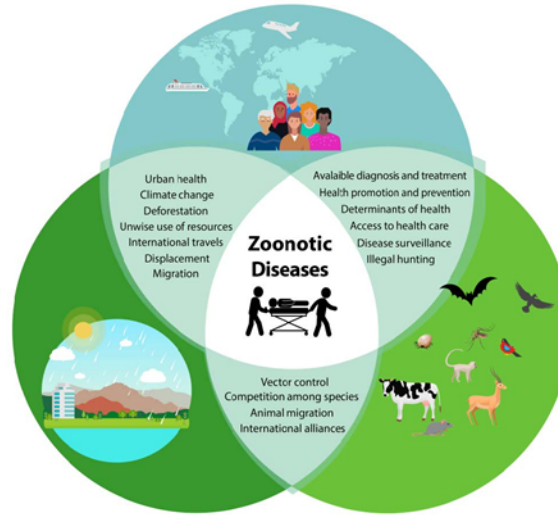 Urban health
Climate change
Deforestation
Unwise use of resources
International travels
Displacement
Migration
Avalaible diagnosis and treatment
Health promotion and prevention
Determinants of health
Access to health care
Disease surveillance
Illegal hunting
Zoonotic
Diseases
Vector control
Competition among species
Animal migration
International alliances